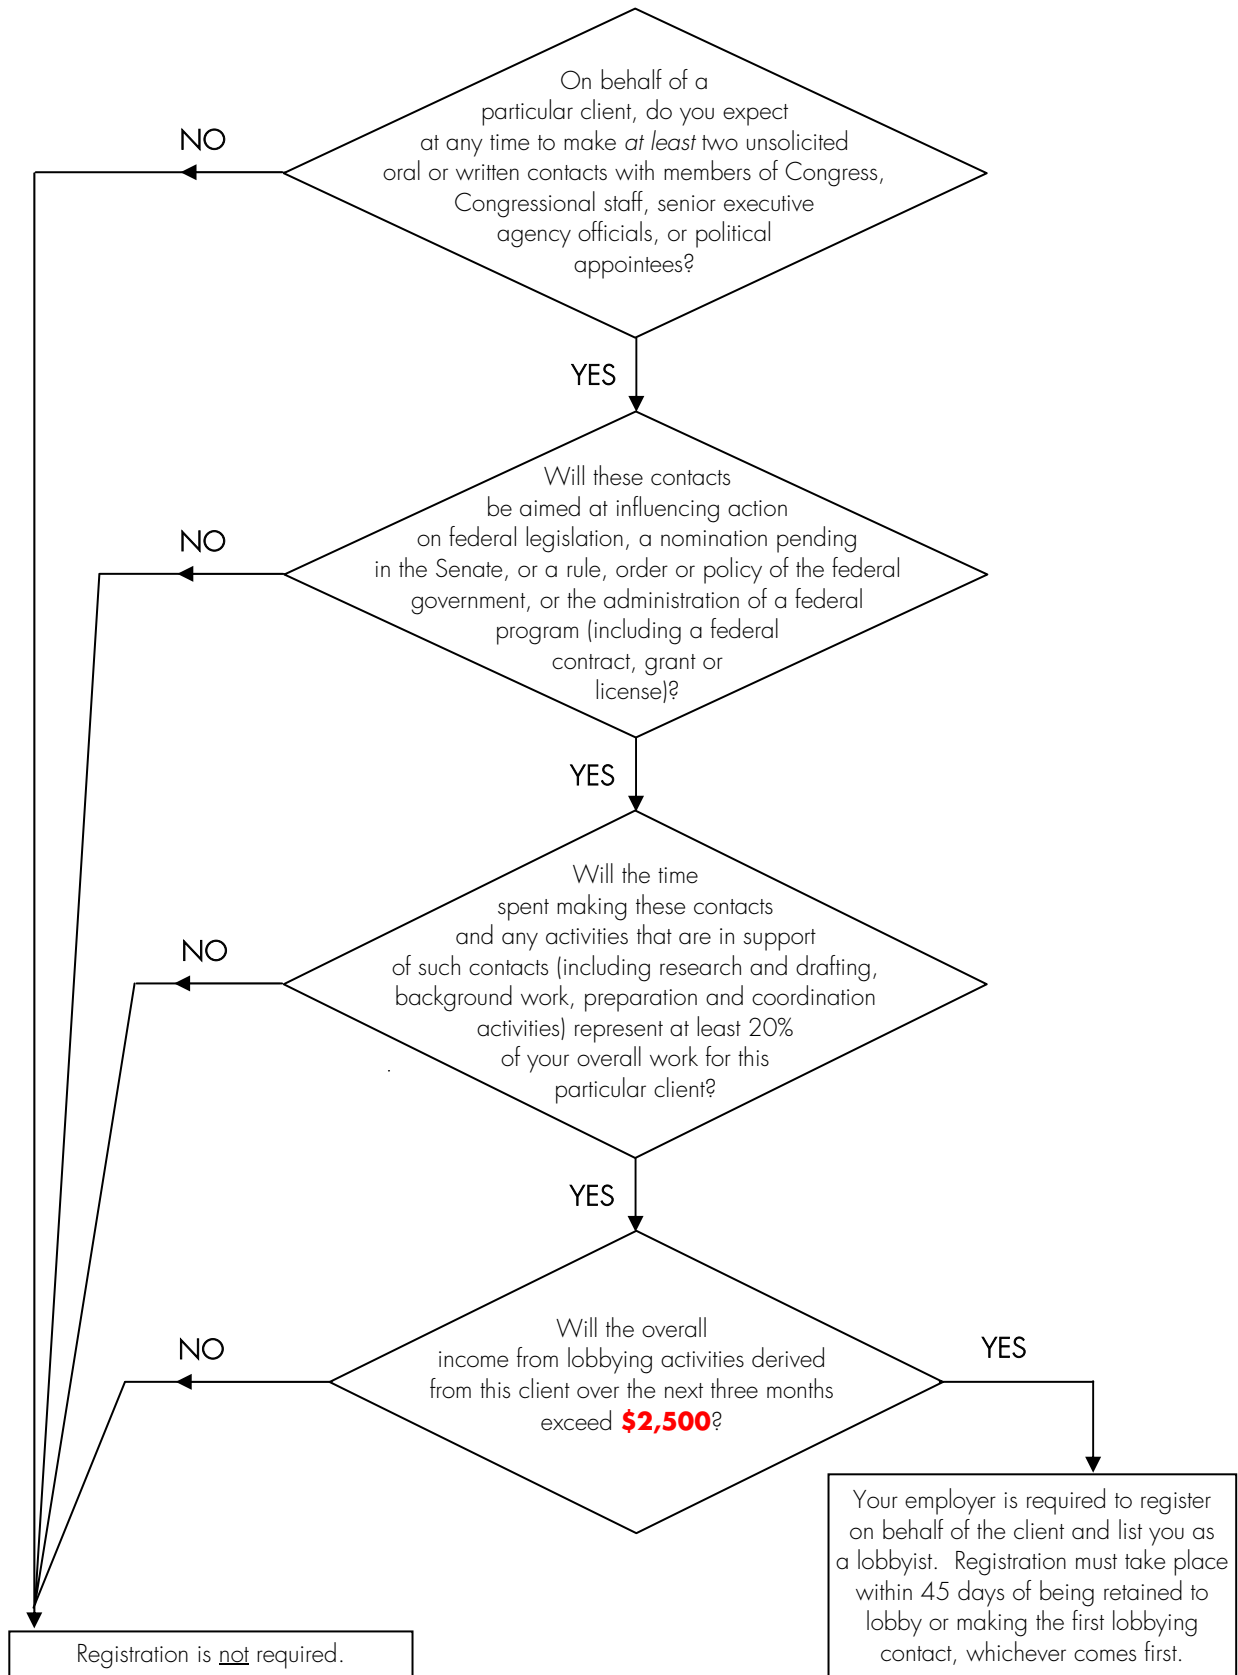 On behalf of a
particular client, do you expect
at any time to make at least two unsolicited
oral or written contacts with members of Congress,
Congressional staff, senior executive
agency officials, or political
appointees?
NO
YES
Will these contacts
be aimed at influencing action
on federal legislation, a nomination pending
in the Senate, or a rule, order or policy of the federal
government, or the administration of a federal
program (including a federal
contract, grant or
license)?
NO
YES
Will the time
spent making these contacts
and any activities that are in support
of such contacts (including research and drafting,
background work, preparation and coordination
activities) represent at least 20%
of your overall work for this
particular client?
NO
YES
Will the overall
income from lobbying activities derived
from this client over the next three months
exceed $2,500?
NO
YES
Your employer is required to register
on behalf of the client and list you as
a lobbyist. Registration must take place
within 45 days of being retained to
lobby or making the first lobbying
contact, whichever comes first.
Registration is not required.